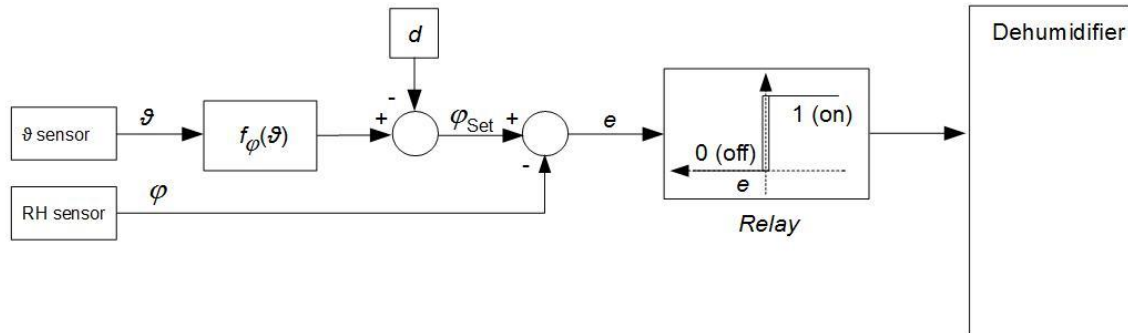 Dehumidifier
d
-
ϑ sensor
ϑ
f_φ(ϑ)
+
φ_Set
+
-
e
1 (on)
0 (off)
e
Relay
RH sensor
φ